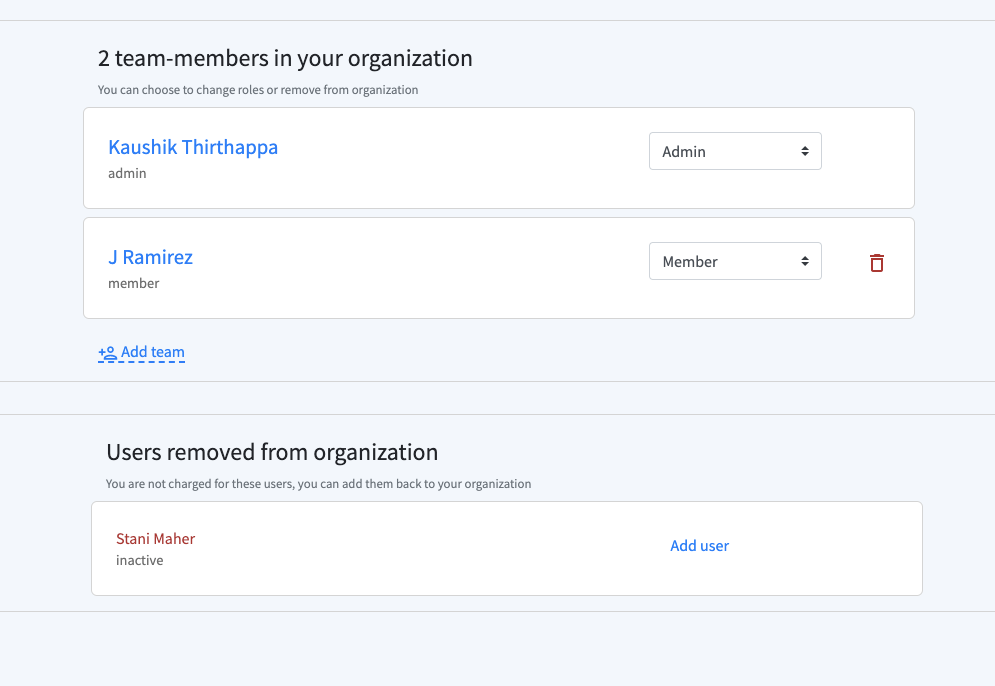 2 team-members in your organization
You can choose to change roles or remove from organization
Kaushik Thirthappa
admin
Admin
J Ramirez
member
Member
Add team
Users removed from organization
You are not charged for these users, you can add them back to your organization
Stani Maher
inactive
Add user